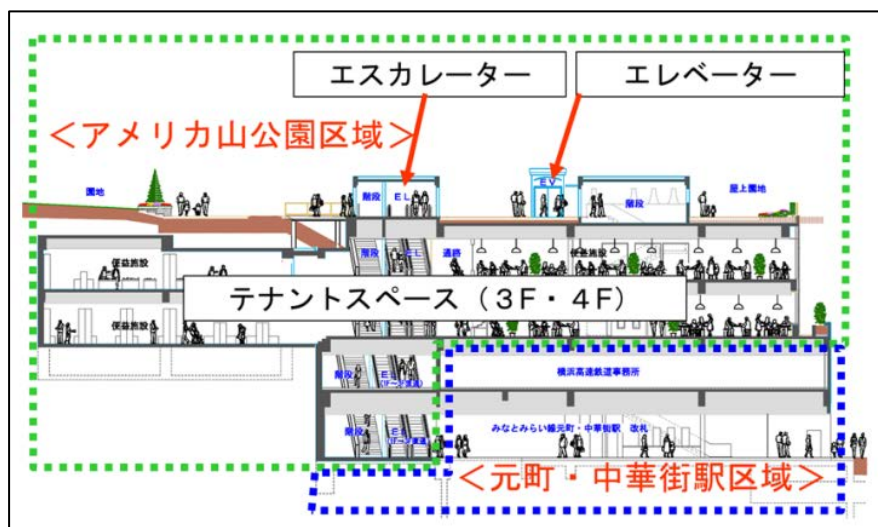 エスカレーター
エレベーター
＜アメリカ山公園区域＞
園地
階段
ＥＬ
ＥＶ
階段
屋上園地
便益施設
階段
ＥＬ
通路
便益施設
テナントスペース（３Ｆ・４Ｆ）
便益施設
階段
ＥＬ
横浜高速鉄道事務所
階段
みなとみらい線元町・中華街駅　改札
＜元町・中華街駅区域＞